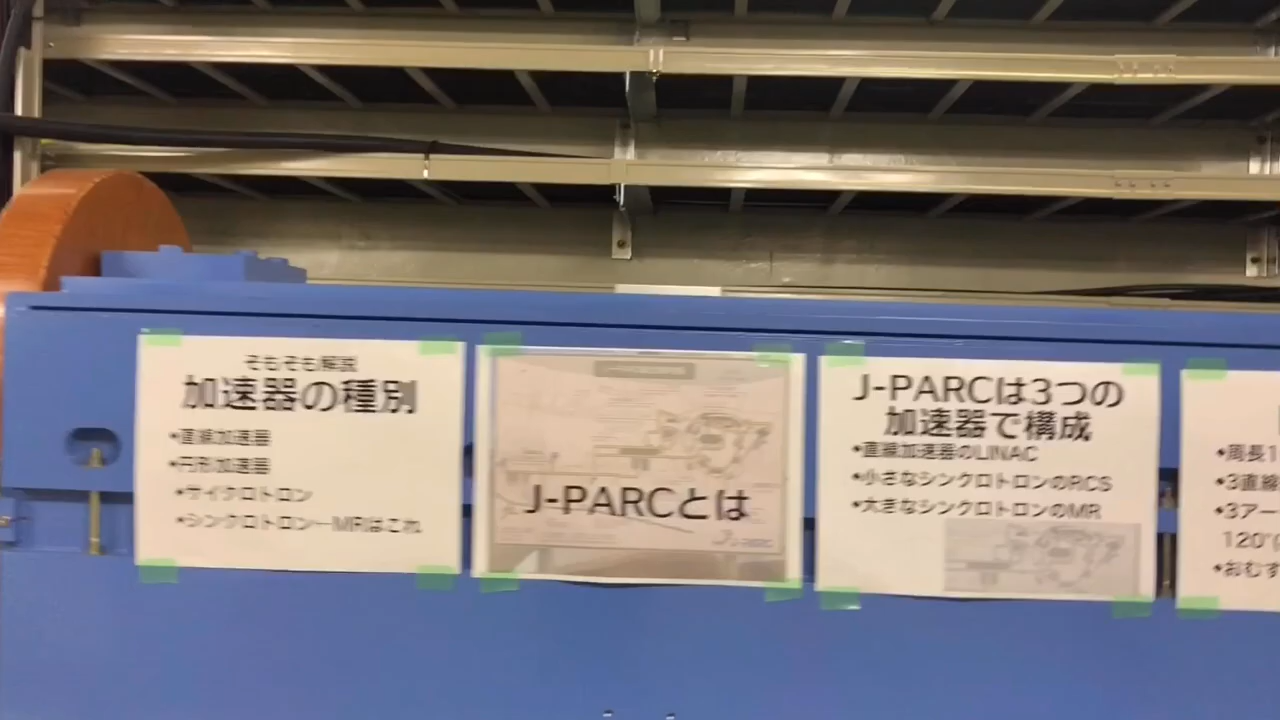 そもそも解説
加速器の種別
•直線加速器
•円形加速器
•サイクロトロン
•シンクロトロン←MRはこれ
J-PARCとは
J-PARCは3つの
加速器で構成
•直線加速器のLINAC
•小さなシンクロトロンのRCS
•大きなシンクロトロンのMR
•周長1
•3直線
•3アー
120°(
•おむす